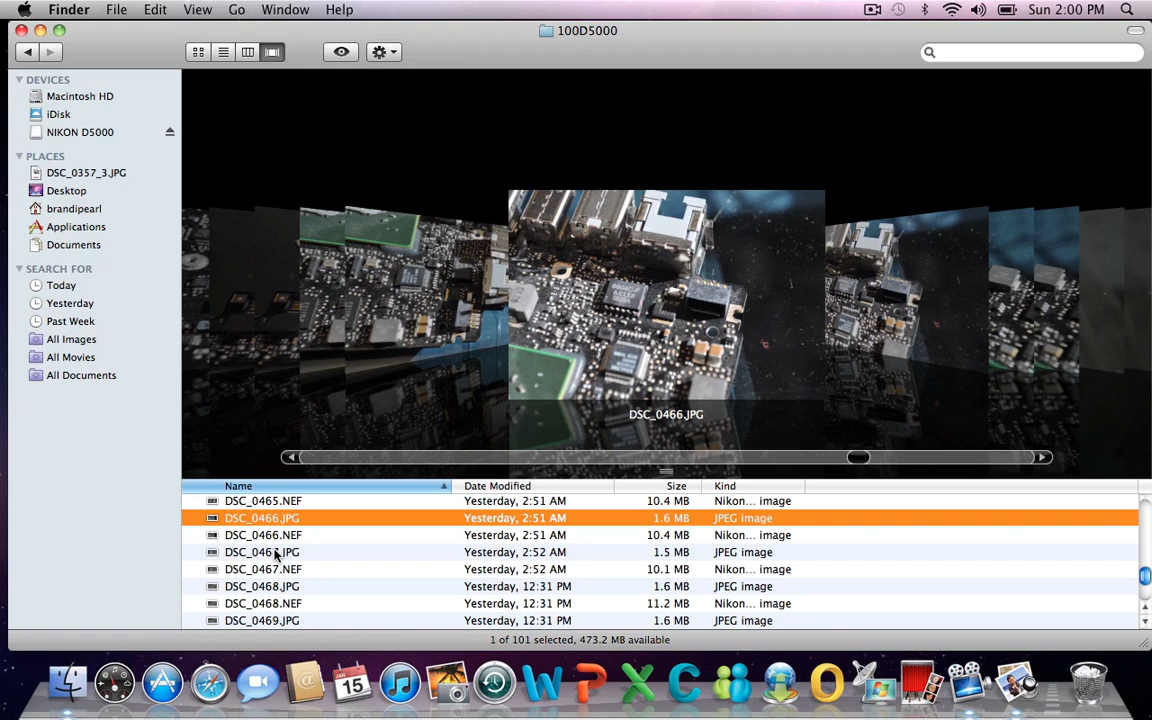 Finder File Edit View Go Window Help Sun 2:00 PM
100D5000
DEVICES
Macintosh HD
iDisk
NIKON D5000
PLACES
DSC_0357_3.JPG
Desktop
brandipearl
Applications
Documents
SEARCH FOR
Today
Yesterday
Past Week
All Images
All Movies
All Documents
DSC_0466.JPG
Name Date Modified Size Kind
DSC_0465.NEF Yesterday, 2:51 AM 10.4 MB Nikon... image
DSC_0466.JPG Yesterday, 2:51 AM 1.6 MB JPEG image
DSC_0466.NEF Yesterday, 2:51 AM 10.4 MB Nikon... image
DSC_0467.JPG Yesterday, 2:52 AM 1.5 MB JPEG image
DSC_0467.NEF Yesterday, 2:52 AM 10.1 MB Nikon... image
DSC_0468.JPG Yesterday, 12:31 PM 1.6 MB JPEG image
DSC_0468.NEF Yesterday, 12:31 PM 11.2 MB Nikon... image
DSC_0469.JPG Yesterday, 12:31 PM 1.6 MB JPEG image
1 of 101 selected, 473.2 MB available
JAN
15